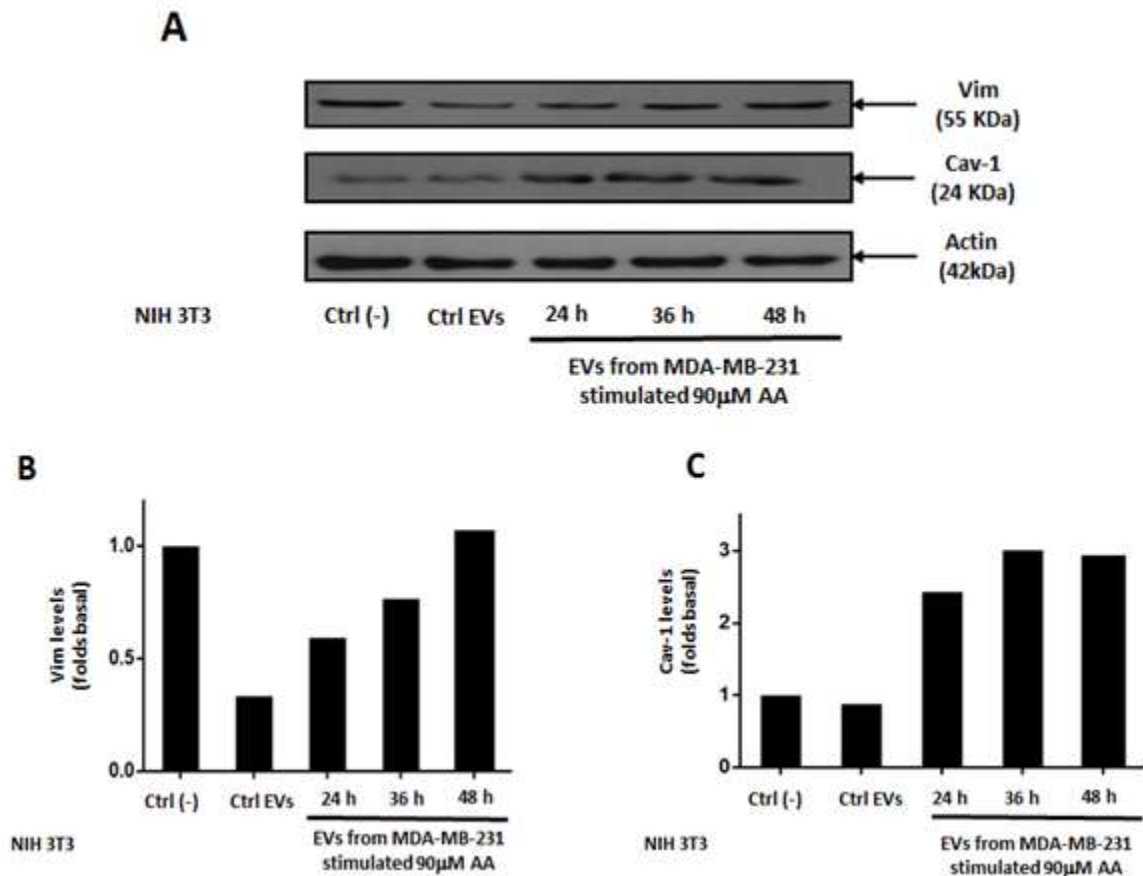 A
Vim
(55 KDa)
Cav-1
(24 KDa)
Actin
(42kDa)
NIH 3T3 Ctrl (-) Ctrl EVs 24 h 36 h 48 h
EVs from MDA-MB-231
stimulated 90μM AA
B
Vim levels
(folds basal)
1.0
0.5
0.0
Ctrl (-) Ctrl EVs 24 h 36 h 48 h
NIH 3T3
EVs from MDA-MB-231
stimulated 90μM AA
C
Cav-1 levels
(folds basal)
3
2
1
0
Ctrl (-) Ctrl EVs 24 h 36 h 48 h
NIH 3T3
EVs from MDA-MB-231
stimulated 90μM AA